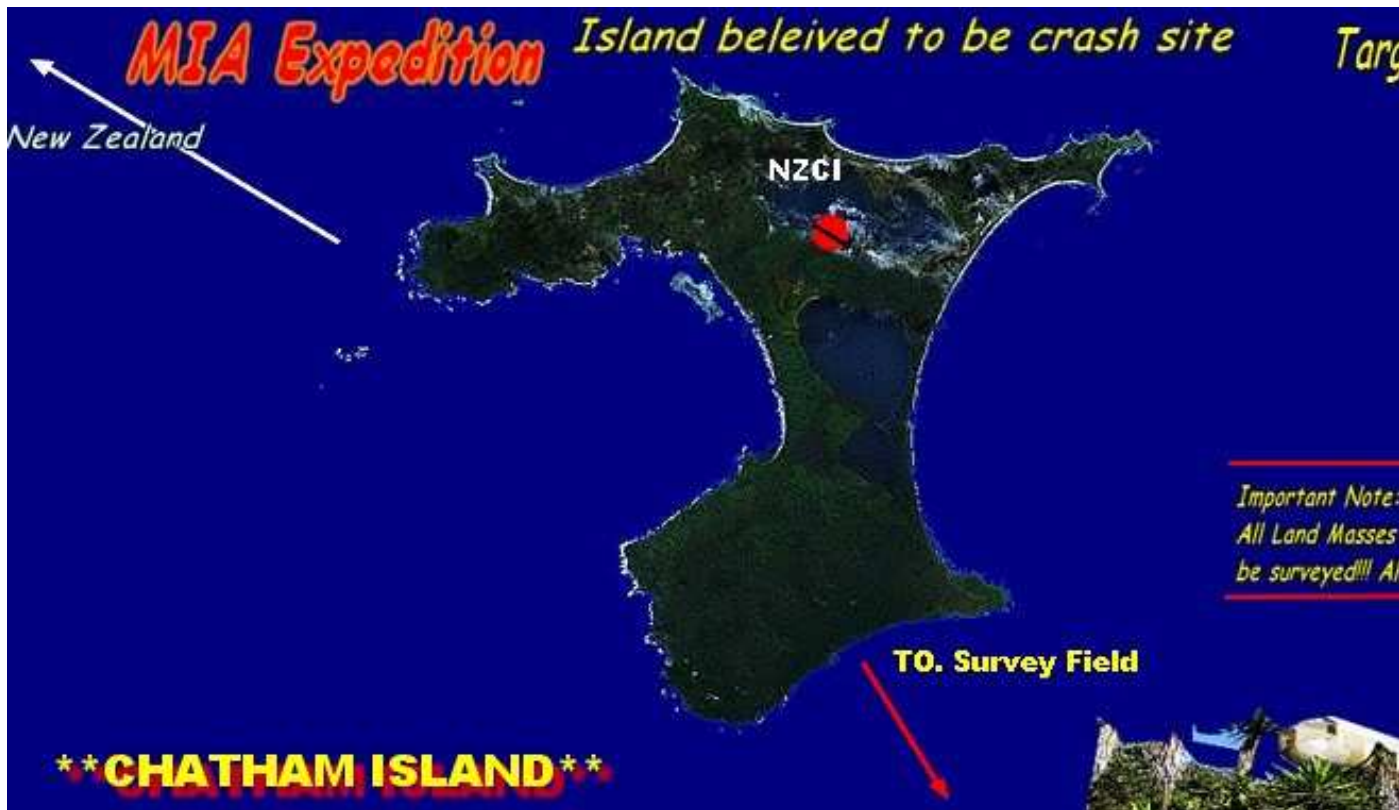 MIA Expedition
Island beleived to be crash site
New Zealand
NZCI
Important Note:
All Land Masses
be surveyed!!!!
TO. Survey Field
**CHATHAM ISLAND**